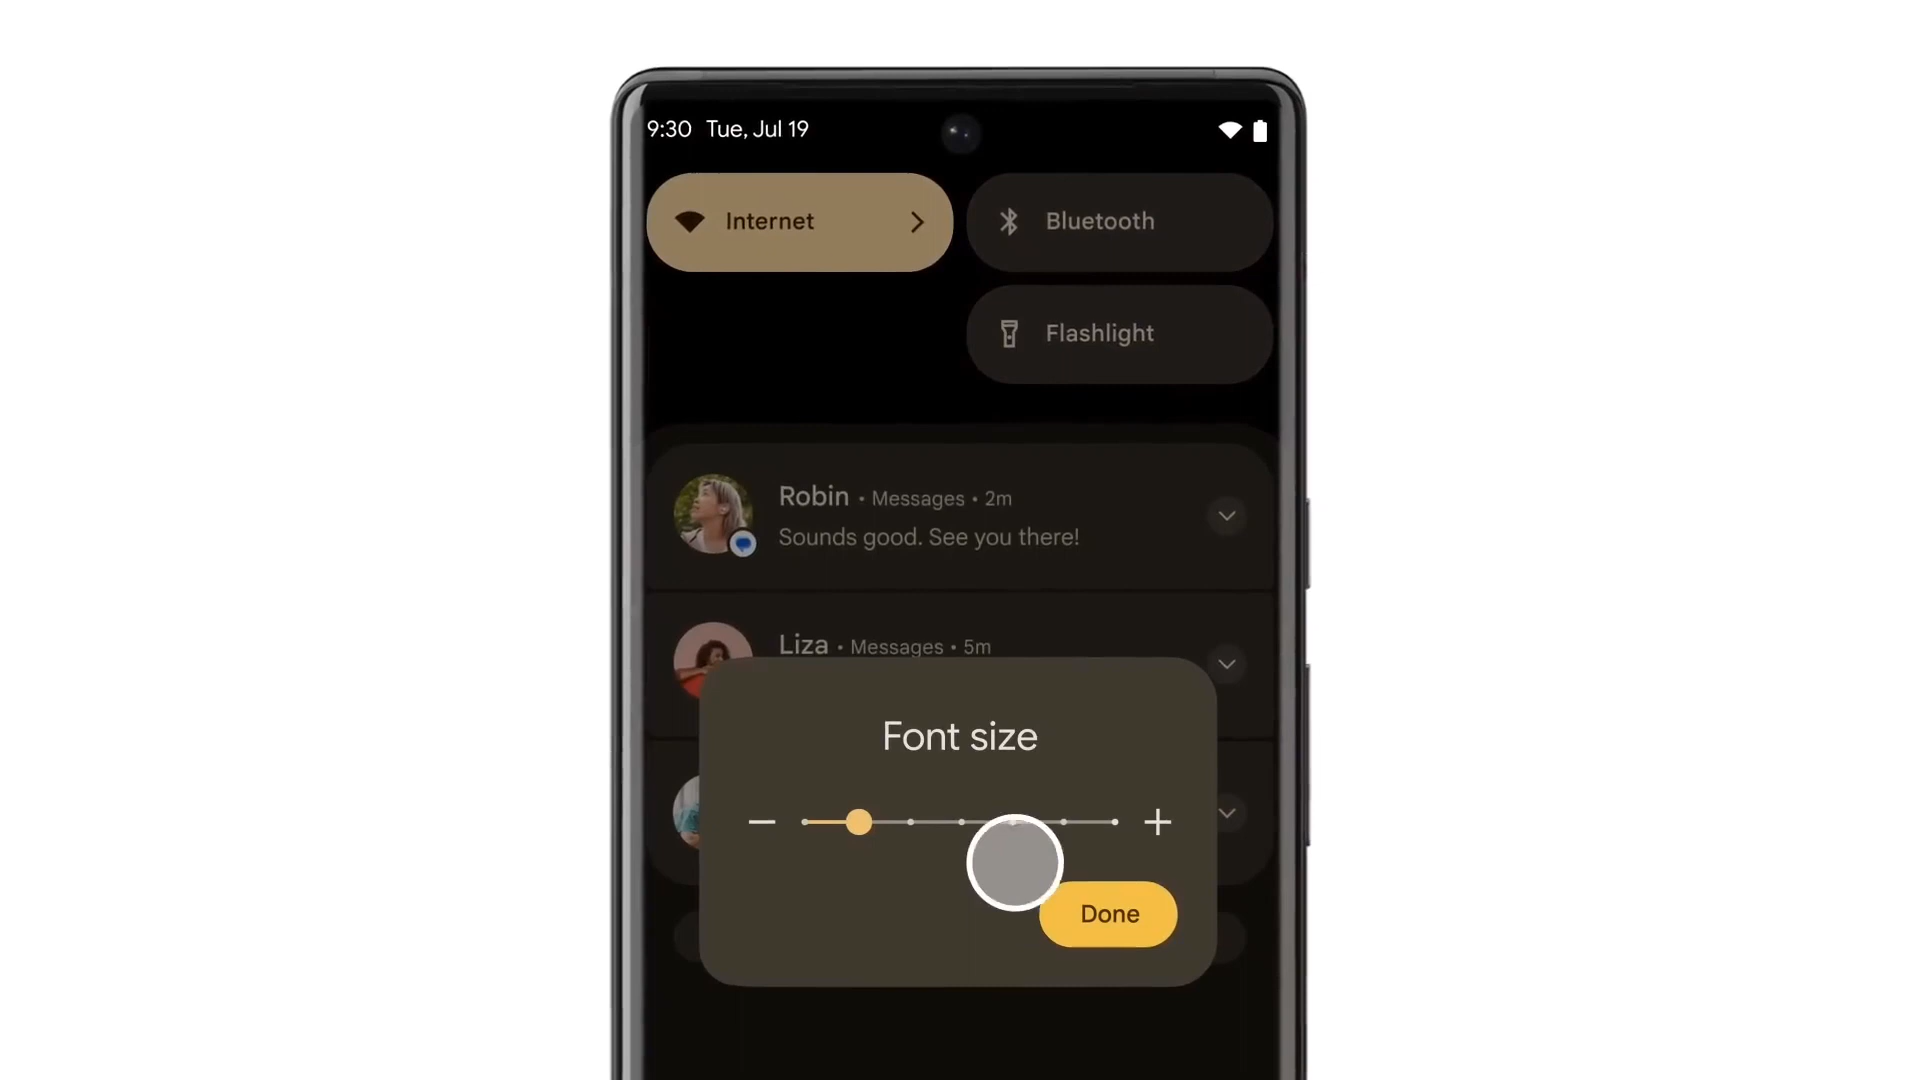 9:30 Tue, Jul 19
Internet
Bluetooth
Flashlight
Robin • Messages • 2m
Sounds good. See you there!
Liza • Messages • 5m
Font size
Done